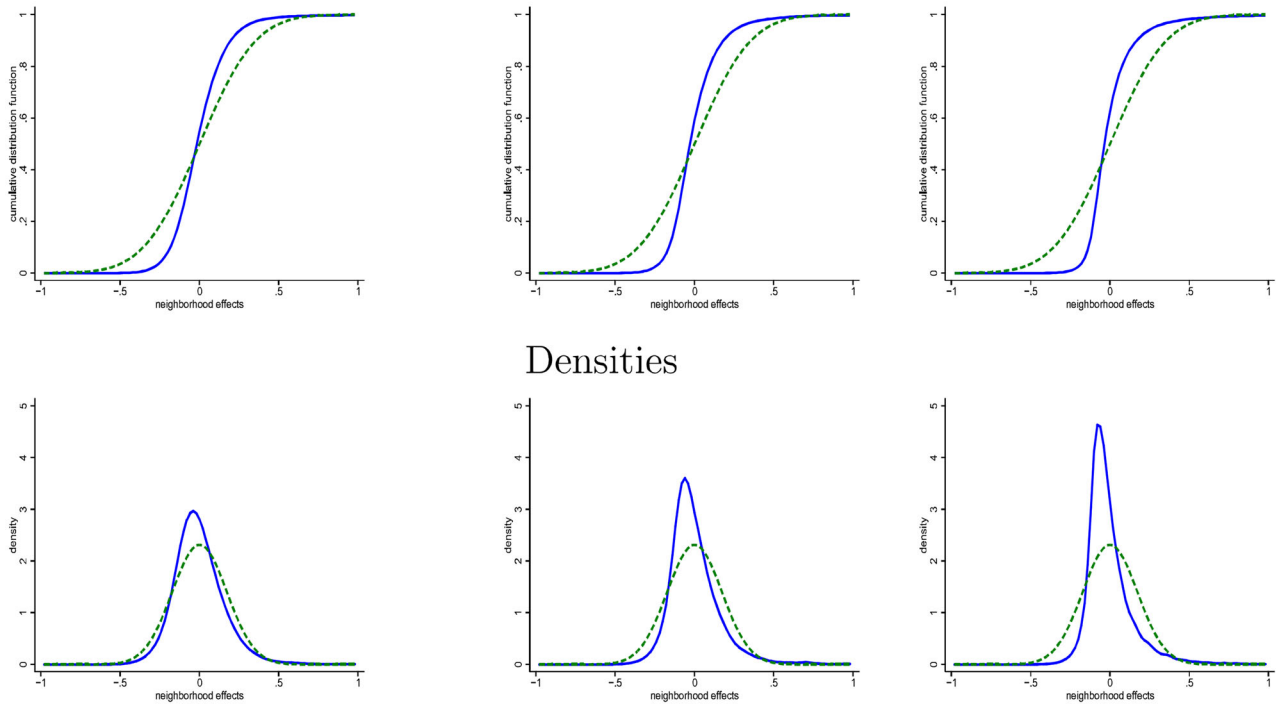 cumulative distribution function
0 .2 .4 .6 .8 1
−1 −.5 0 .5 1
neighborhood effects
cumulative distribution function
0 .2 .4 .6 .8 1
−1 −.5 0 .5 1
neighborhood effects
cumulative distribution function
0 .2 .4 .6 .8 1
−1 −.5 0 .5 1
neighborhood effects
Densities
density
0 1 2 3 4 5
−1 −.5 0 .5 1
neighborhood effects
density
0 1 2 3 4 5
−1 −.5 0 .5 1
neighborhood effects
density
0 1 2 3 4 5
−1 −.5 0 .5 1
neighborhood effects